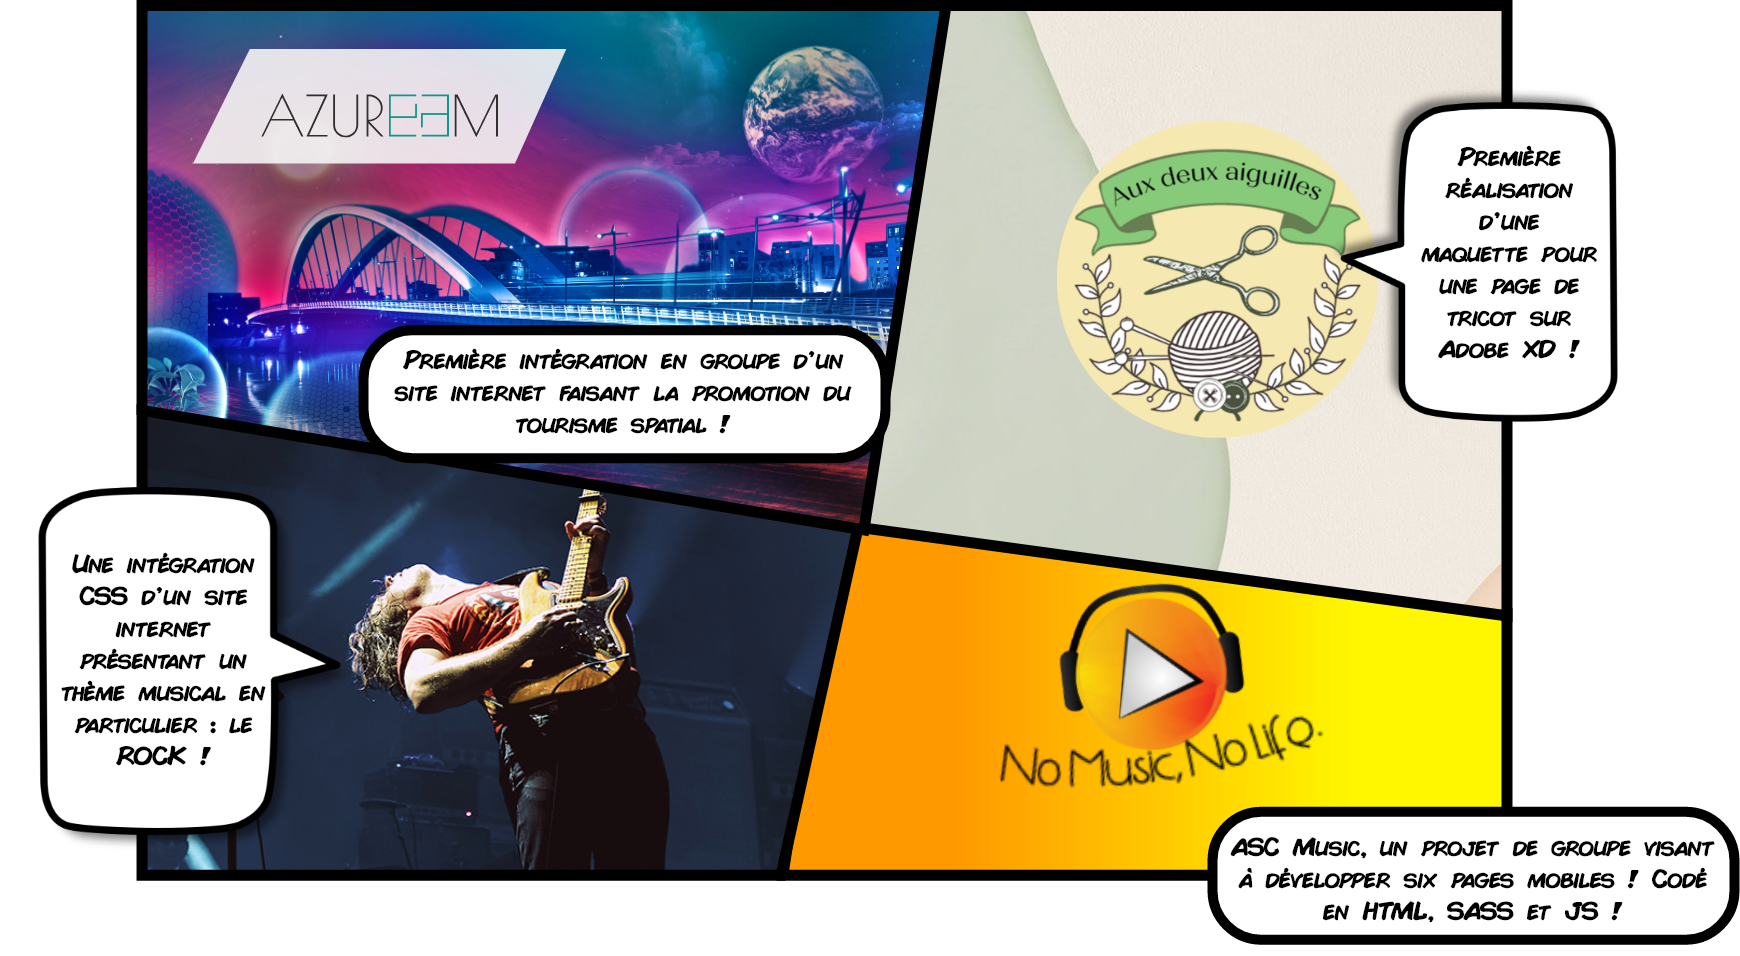 AZUREEM
Première intégration en groupe d'un
site internet faisant la promotion du
tourisme spatial !
Aux deux aiguilles
Première
réalisation
d'une
maquette pour
une page de
tricot sur
Adobe XD !
Une intégration
CSS d'un site
internet
présentant un
thème musical en
particulier : le
ROCK !
No Music, No Life.
ASC Music, un projet de groupe visant
à développer six pages mobiles ! Codé
en HTML, SASS et JS !